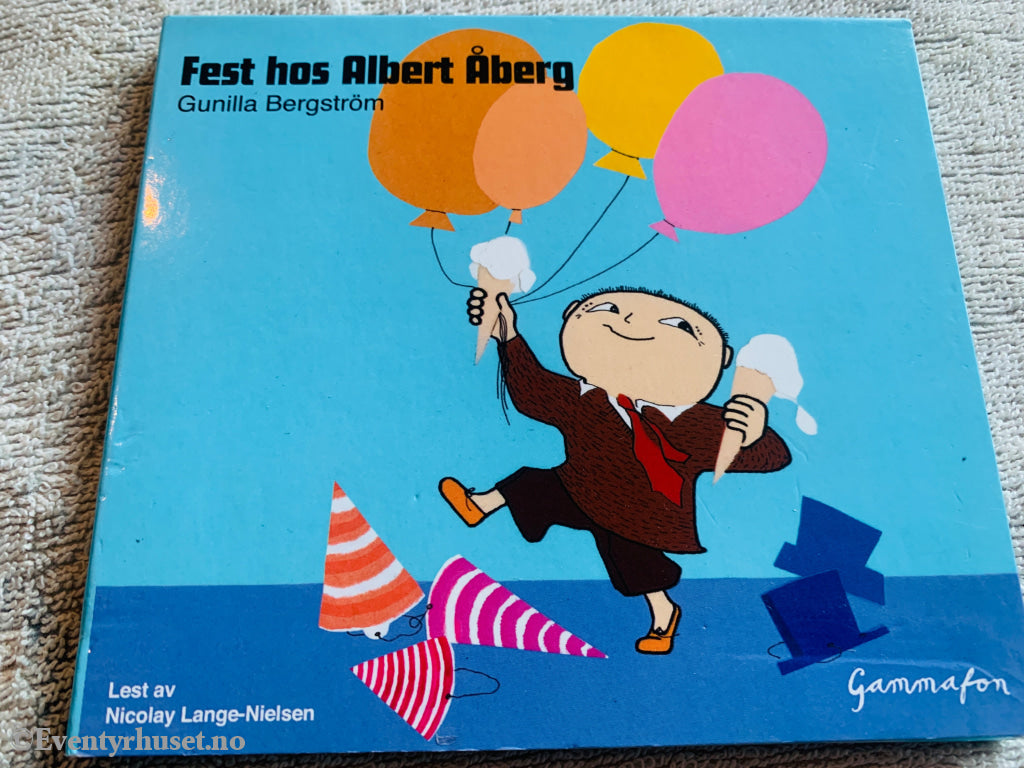 Fest hos Albert Åberg
Gunilla Bergström
Lest av
Nicolay Lange-Nielsen
Gammafon
©Eventyrhuset.no